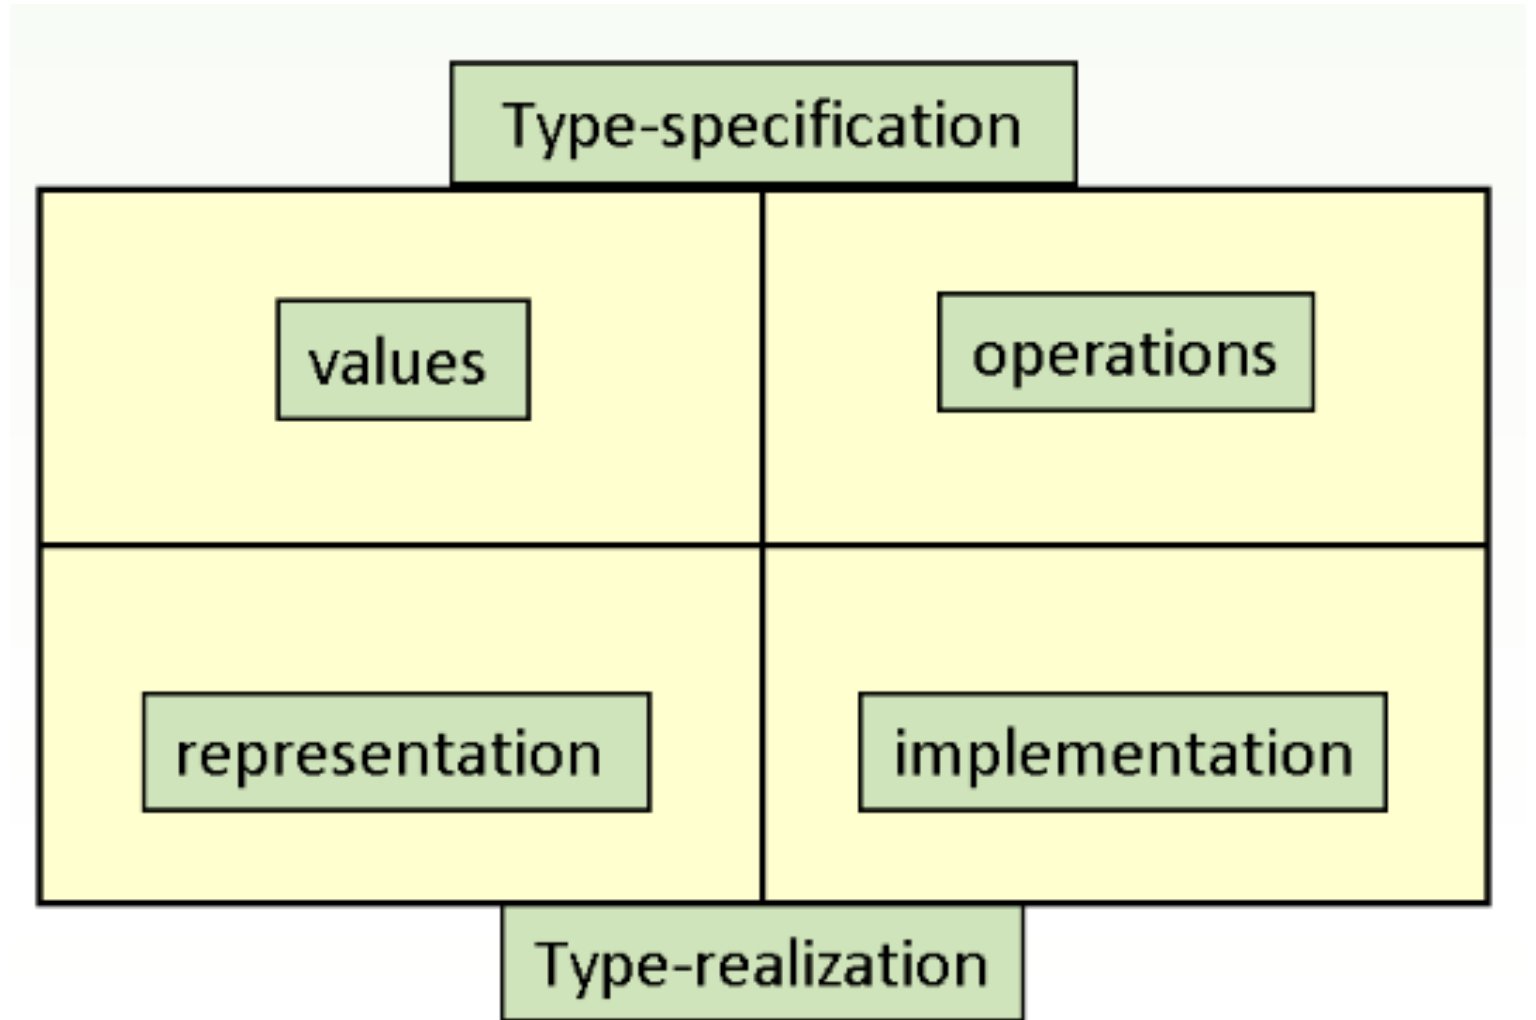 Type-specification
values
operations
representation
implementation
Type-realization